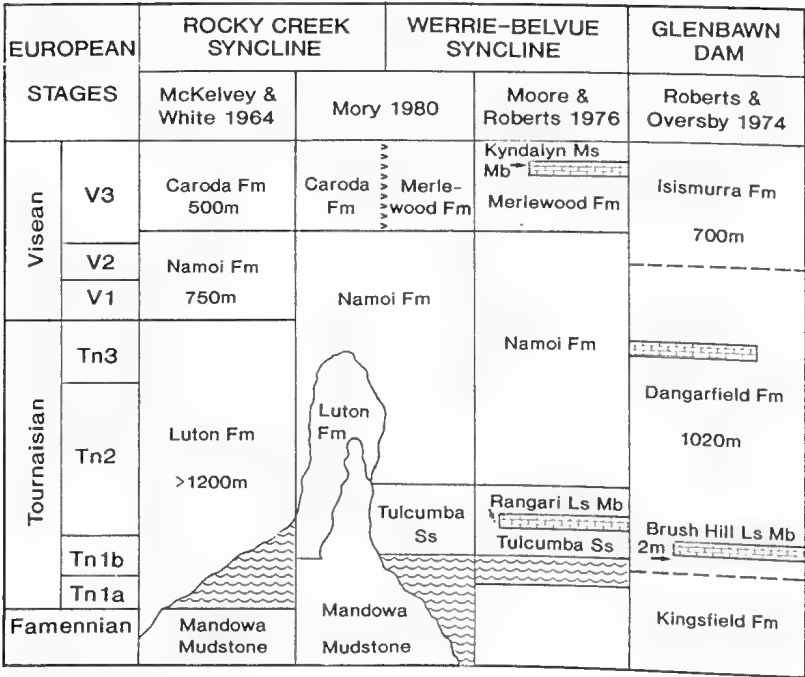 EUROPEAN
STAGES
ROCKY CREEK
SYNCLINE
WERRIE-BELVUE
SYNCLINE
GLENBAWN
DAM
McKelvey &
White 1964
Mory 1980
Moore &
Roberts 1976
Roberts &
Oversby 1974
Visean
V3
V2
V1
Tournaisian
Tn3
Tn2
Tn1b
Tn1a
Famennian
Caroda Fm
500m
Namoi Fm
750m
Luton Fm
>1200m
Mandowa
Mudstone
Caroda
Fm
Merle-
wood Fm
Namoi Fm
Luton
Fm
Tulcumba
Ss
Mandowa
Mudstone
Kyndalyn Ms
Mb
Merlewood Fm
Namoi Fm
Rangari Ls Mb
Tulcumba Ss
Isismurra Fm
700m
Dangarfield Fm
1020m
Brush Hill Ls Mb
2m
Kingsfield Fm